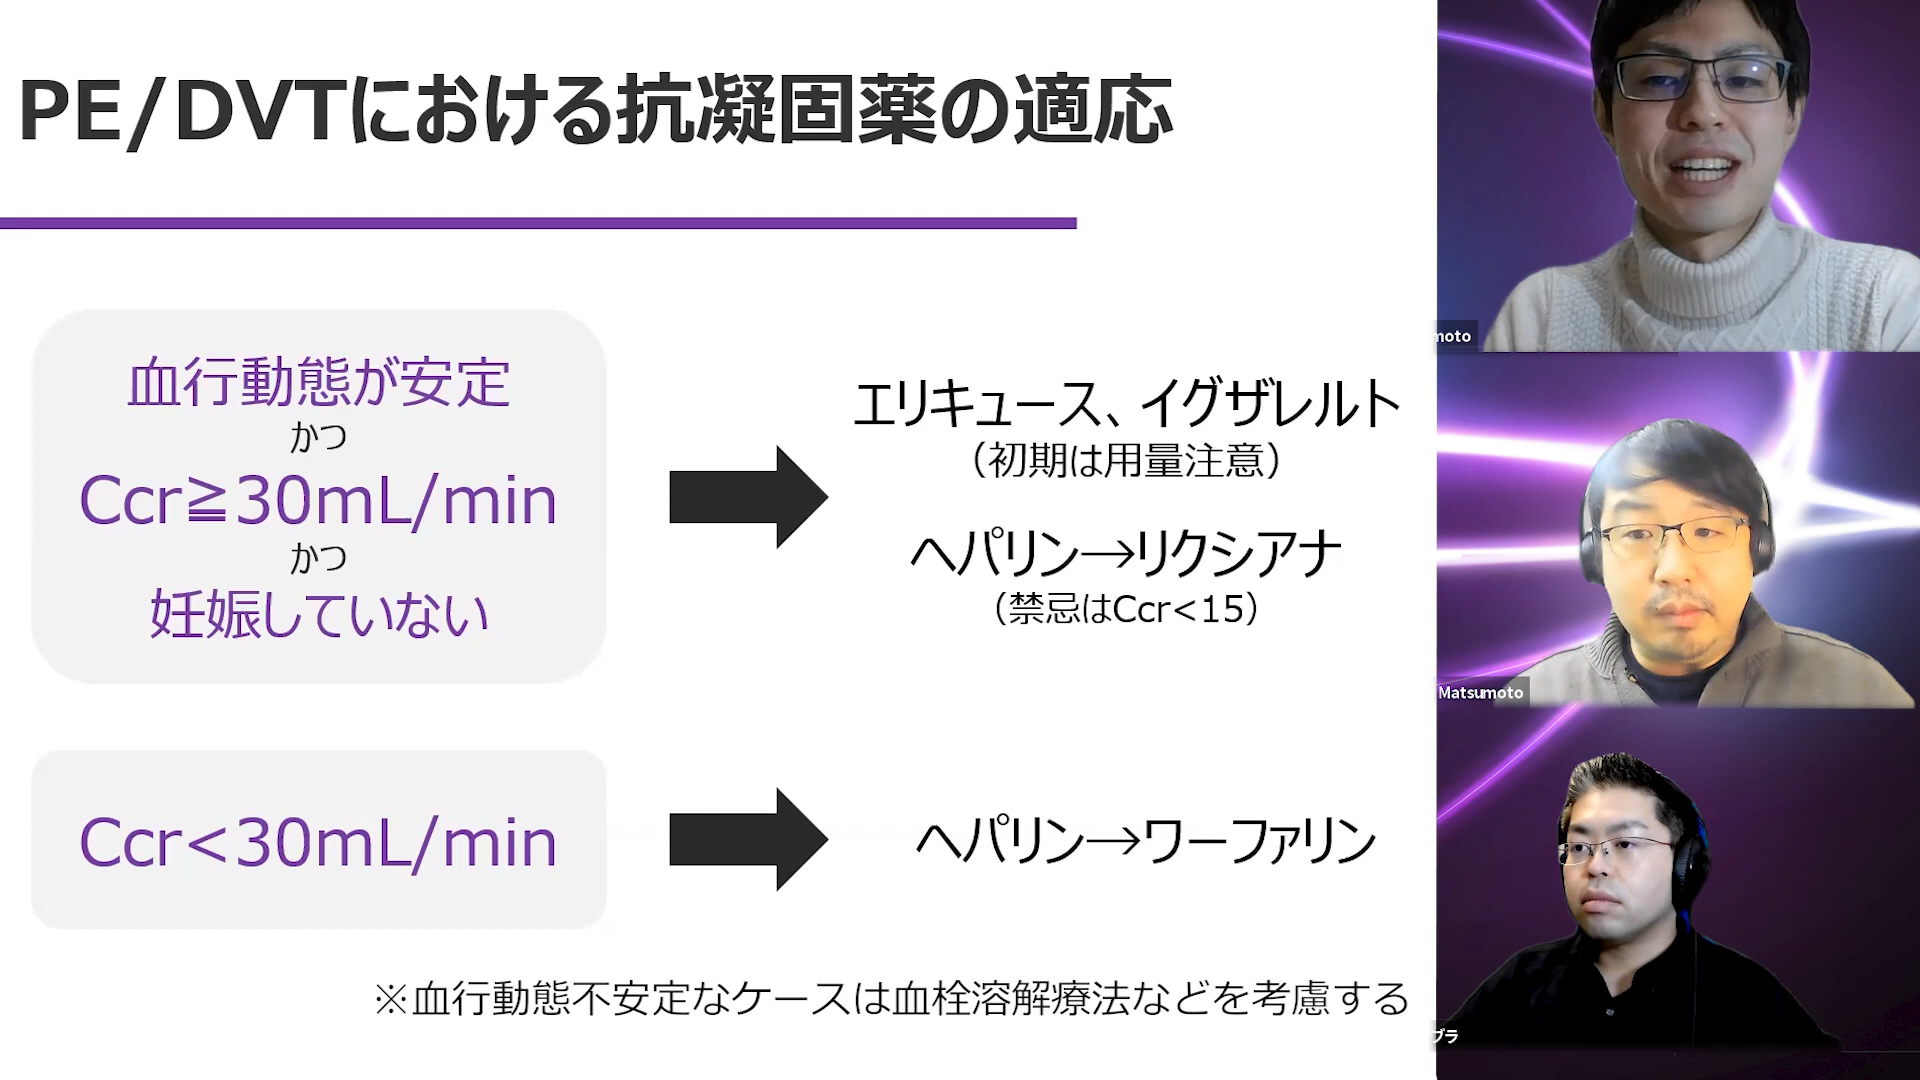 PE/DVTにおける抗凝固薬の適応
血行動態が安定
かつ
Ccr≧30mL/min
かつ
妊娠していない
エリキュース、イグザレルト
（初期は用量注意）
ヘパリン→リクシアナ
（禁忌はCcr<15）
Ccr<30mL/min
ヘパリン→ワーファリン
※血行動態不安定なケースは血栓溶解療法などを考慮する
moto
Matsumoto
ブラ